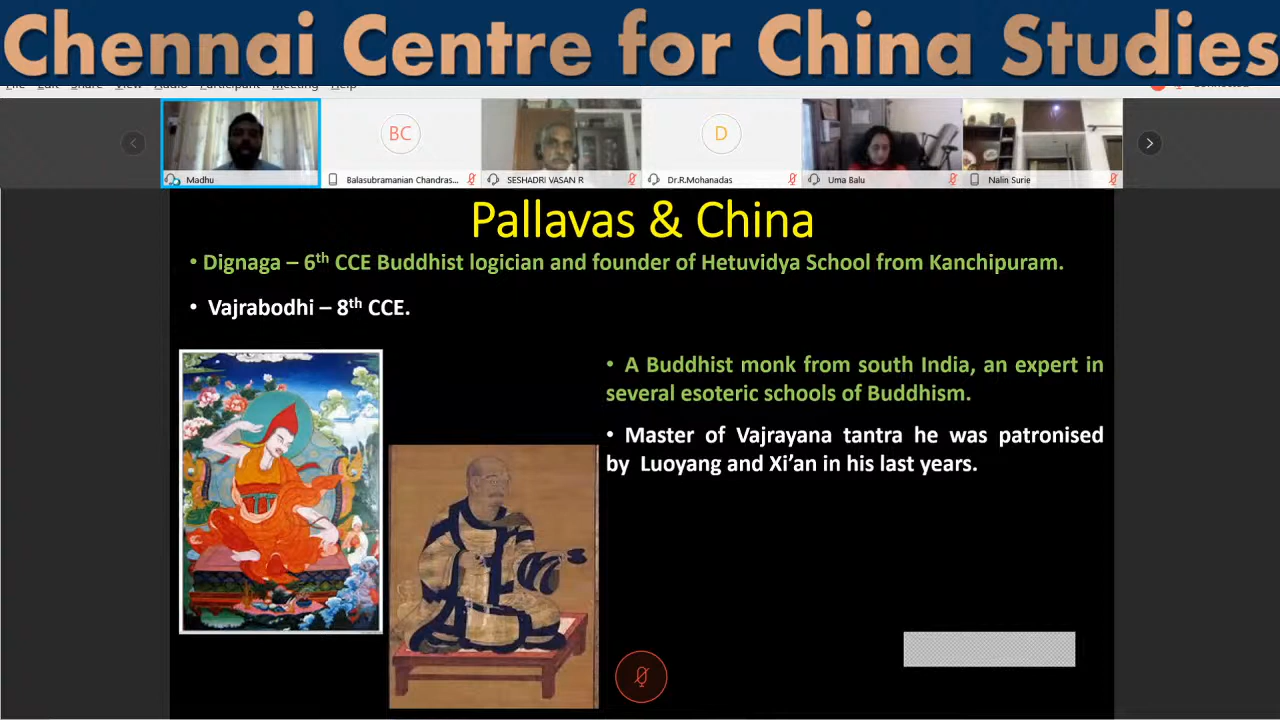 Chennai Centre for China Studies
File Edit Share View Audio Participant Meeting Help
Connected
BC
D
Madhu
Balasubramanian Chandras...
SESHADRI VASAN R
Dr.R.Mohanadas
Uma Balu
Nalin Surie
Pallavas & China
• Dignaga – 6th CCE Buddhist logician and founder of Hetuvidya School from Kanchipuram.
• Vajrabodhi – 8th CCE.
• A Buddhist monk from south India, an expert in
several esoteric schools of Buddhism.
• Master of Vajrayana tantra he was patronised
by Luoyang and Xi’an in his last years.